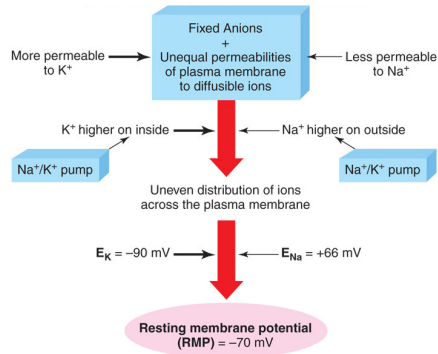 Fixed Anions
+
Unequal permeabilities
of plasma membrane
to diffusible ions
More permeable
to K⁺
Less permeable
to Na⁺
K⁺ higher on inside
Na⁺ higher on outside
Na⁺/K⁺ pump
Na⁺/K⁺ pump
Uneven distribution of ions
across the plasma membrane
E_K = –90 mV
E_Na = +66 mV
Resting membrane potential
(RMP) = –70 mV